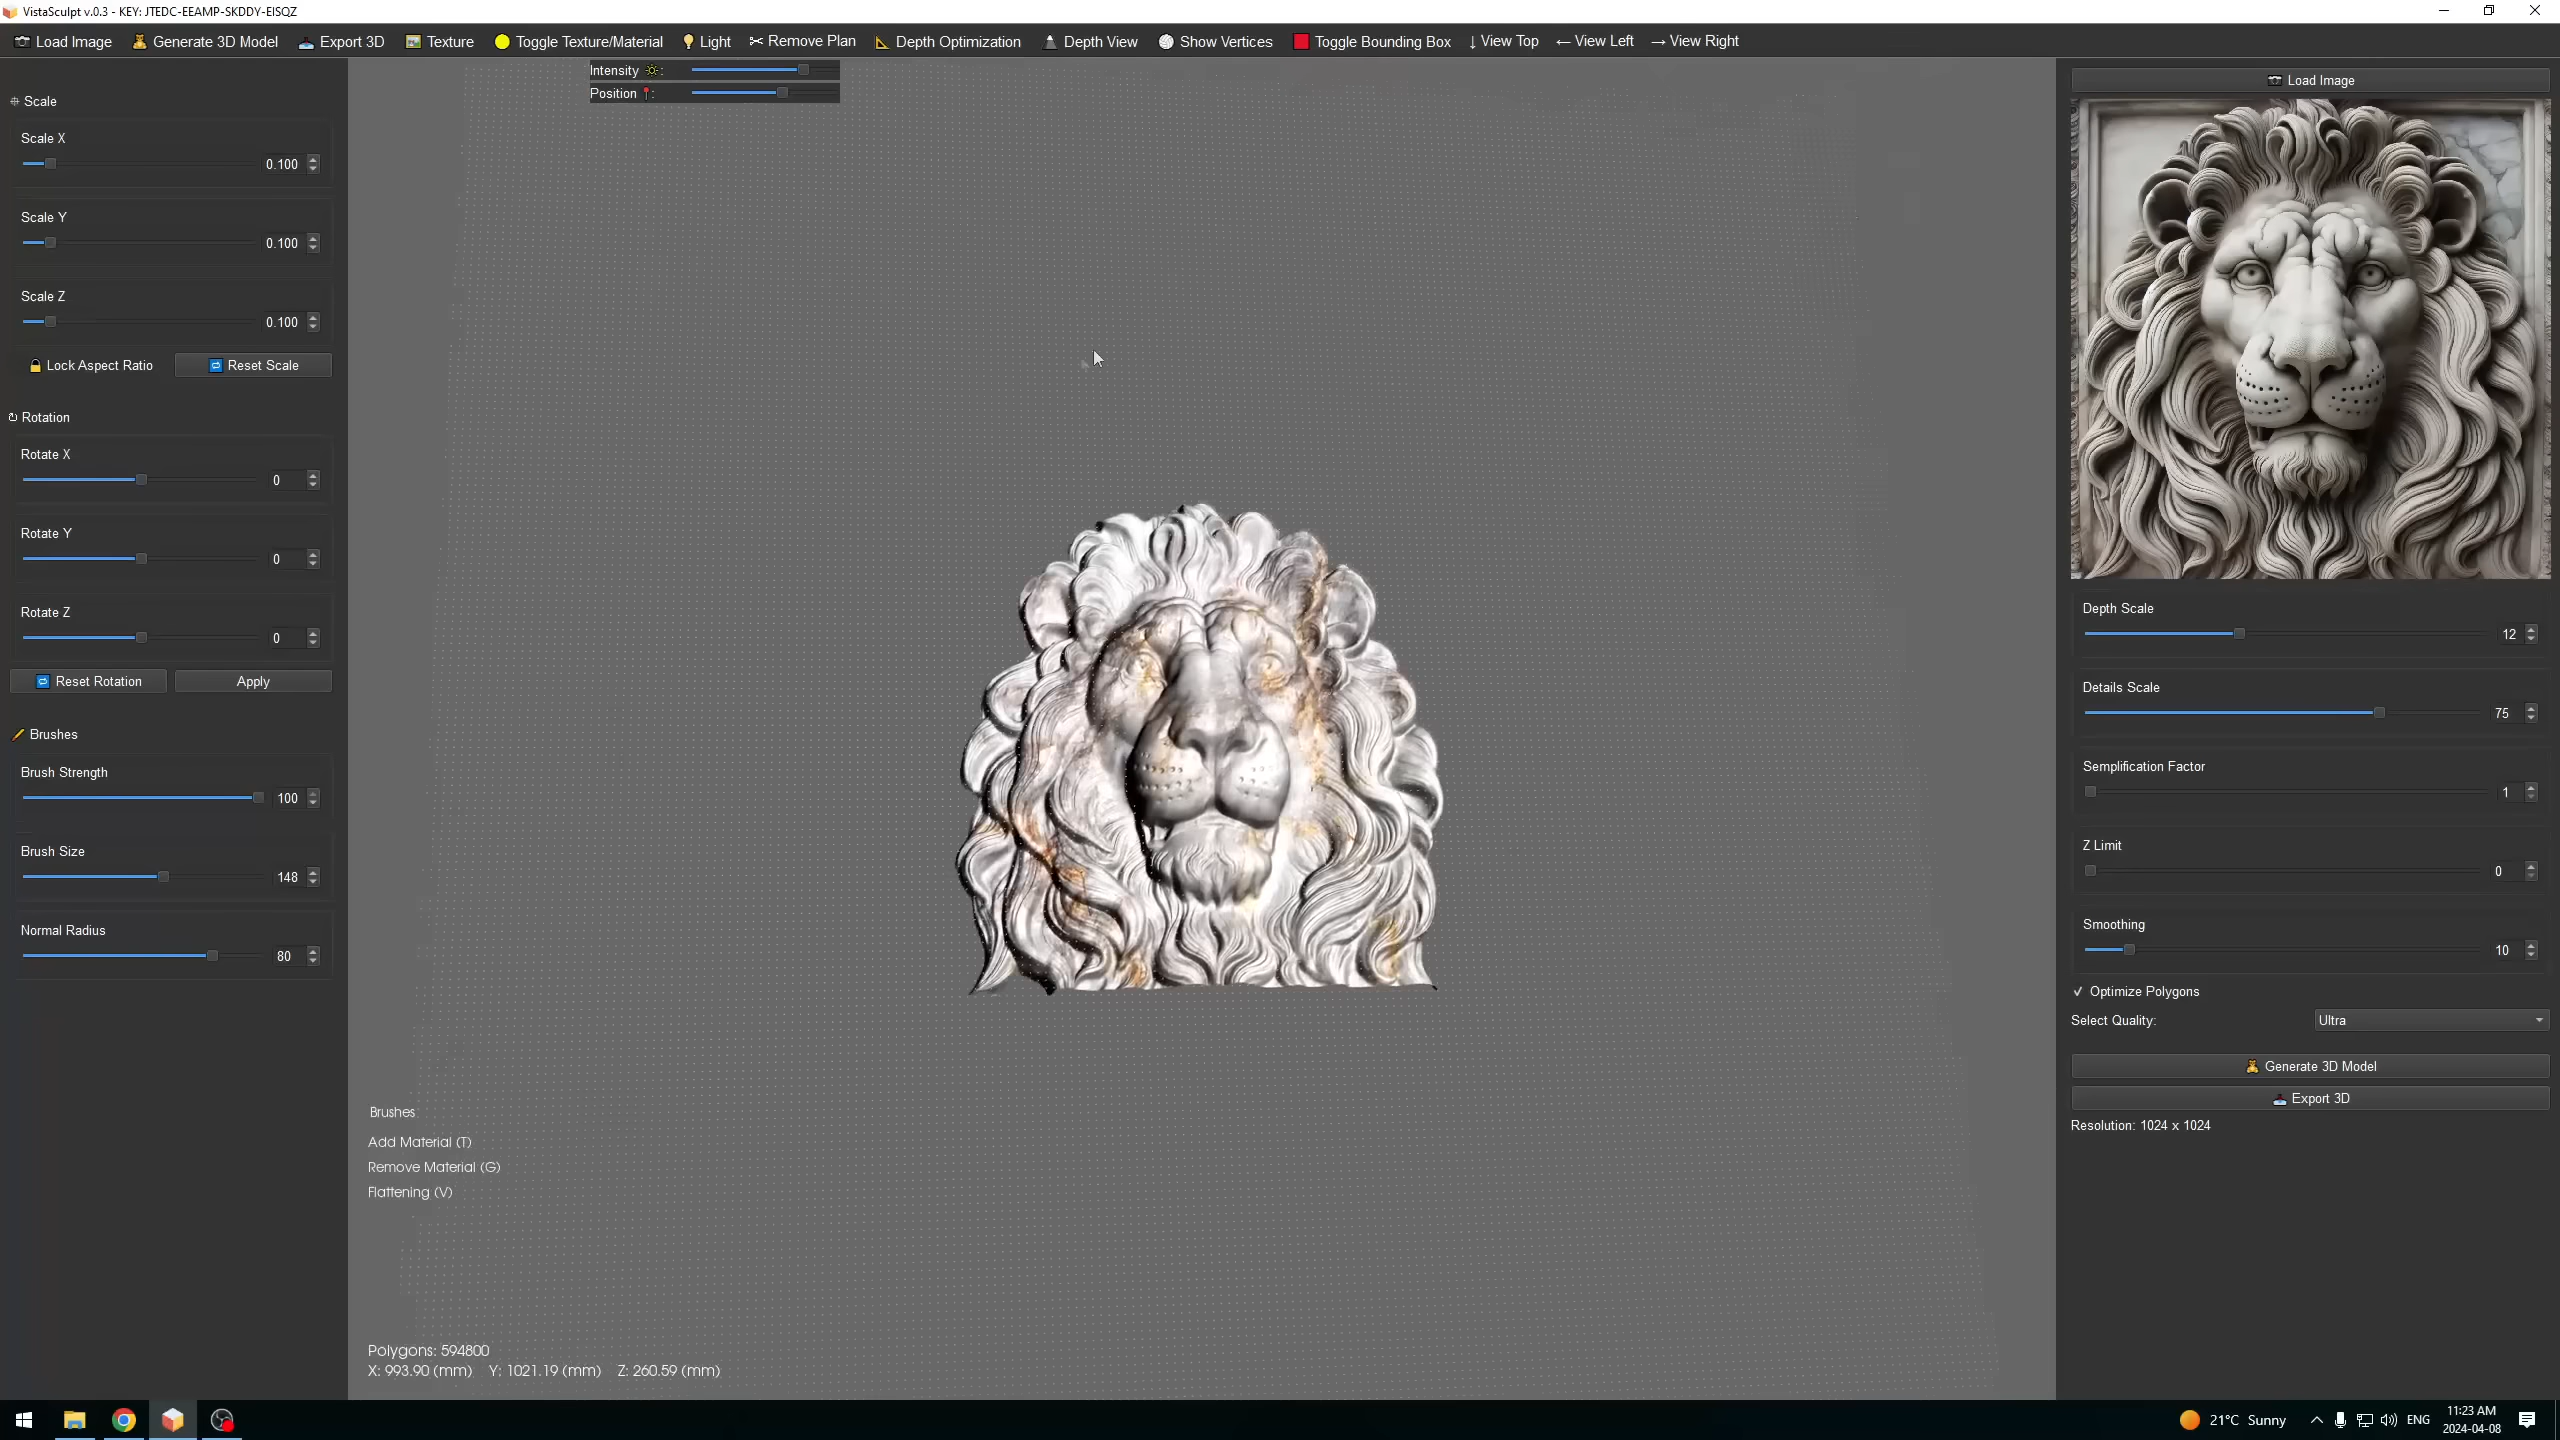 VistaSculpt v.0.3 - KEY: JTEDC-EEAMP-SKDDY-EISQZ
Load Image Generate 3D Model Export 3D Texture Toggle Texture/Material Light Remove Plan Depth Optimization Depth View Show Vertices Toggle Bounding Box View Top View Left View Right
Intensity :
Position :
Scale
Scale X
0.100
Scale Y
0.100
Scale Z
0.100
Lock Aspect Ratio Reset Scale
Rotation
Rotate X
0
Rotate Y
0
Rotate Z
0
Reset Rotation Apply
Brushes
Brush Strength
100
Brush Size
148
Normal Radius
80
Brushes
Add Material (T)
Remove Material (G)
Flattening (V)
Polygons: 594800
X: 993.90 (mm) Y: 1021.19 (mm) Z: 260.59 (mm)
Load Image
Depth Scale
12
Details Scale
75
Semplification Factor
1
Z Limit
0
Smoothing
10
Optimize Polygons
Select Quality: Ultra
Generate 3D Model
Export 3D
Resolution: 1024 x 1024
21°C Sunny ENG 11:23 AM
2024-04-08